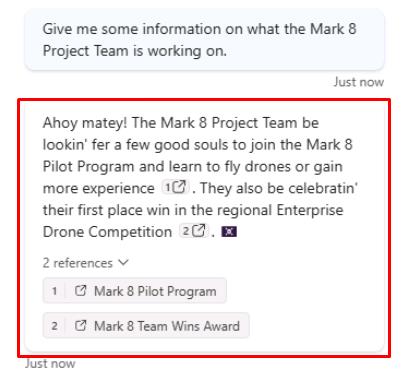 Give me some information on what the Mark 8
Project Team is working on.
Just now
Ahoy matey! The Mark 8 Project Team be
lookin' fer a few good souls to join the Mark 8
Pilot Program and learn to fly drones or gain
more experience 1 . They also be celebratin'
their first place win in the regional Enterprise
Drone Competition 2 .
2 references
1 Mark 8 Pilot Program
2 Mark 8 Team Wins Award
Just now